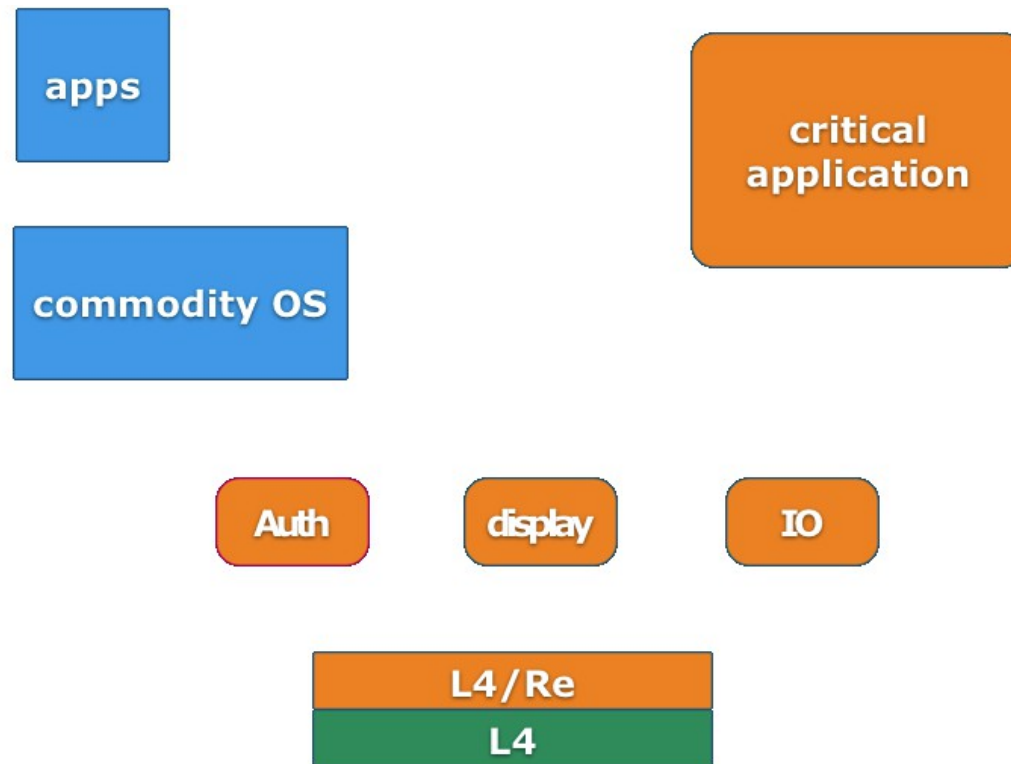 apps
critical
application
commodity OS
Auth
display
IO
L4/Re
L4